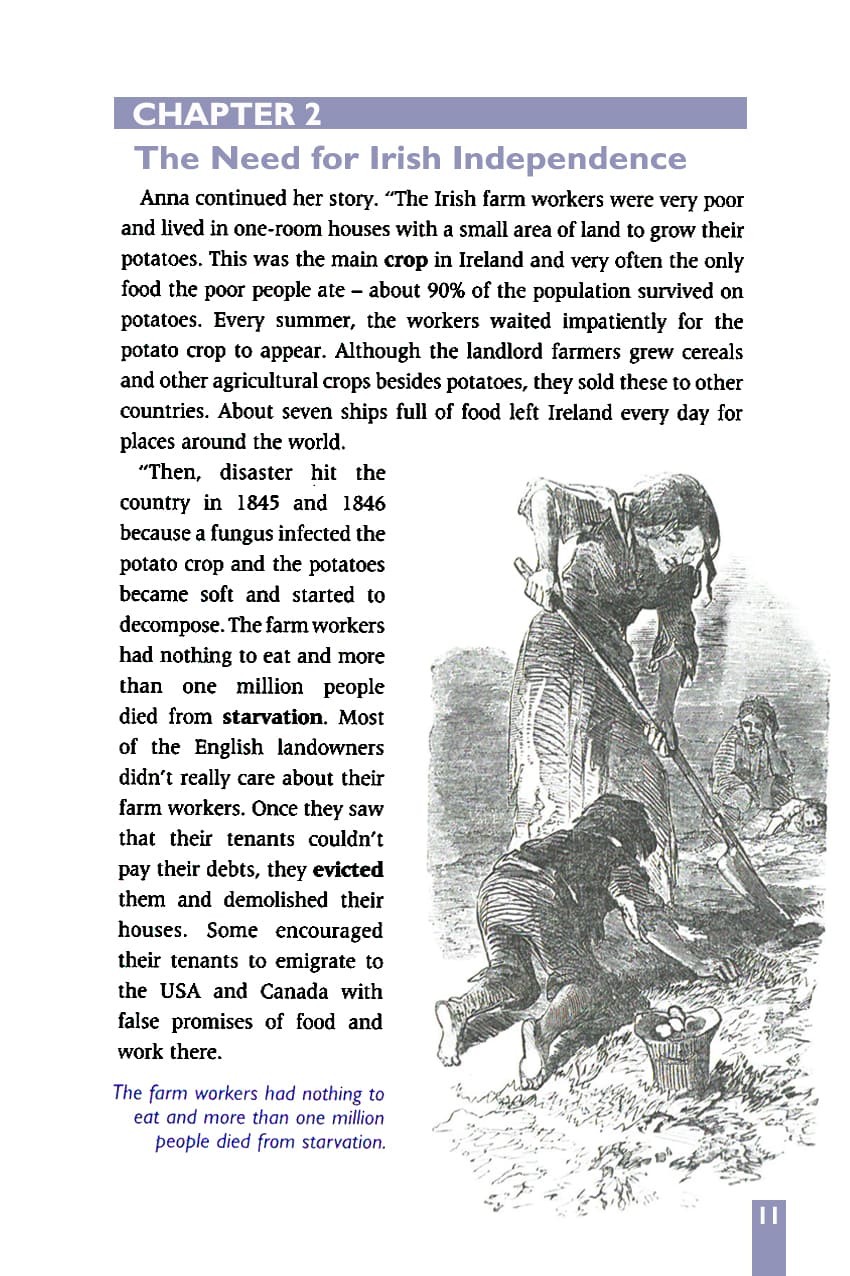 CHAPTER 2
The Need for Irish Independence
Anna continued her story. “The Irish farm workers were very poor
and lived in one-room houses with a small area of land to grow their
potatoes. This was the main crop in Ireland and very often the only
food the poor people ate – about 90% of the population survived on
potatoes. Every summer, the workers waited impatiently for the
potato crop to appear. Although the landlord farmers grew cereals
and other agricultural crops besides potatoes, they sold these to other
countries. About seven ships full of food left Ireland every day for
places around the world.
“Then, disaster hit the
country in 1845 and 1846
because a fungus infected the
potato crop and the potatoes
became soft and started to
decompose. The farm workers
had nothing to eat and more
than one million people
died from starvation. Most
of the English landowners
didn’t really care about their
farm workers. Once they saw
that their tenants couldn’t
pay their debts, they evicted
them and demolished their
houses. Some encouraged
their tenants to emigrate to
the USA and Canada with
false promises of food and
work there.
The farm workers had nothing to
eat and more than one million
people died from starvation.
11